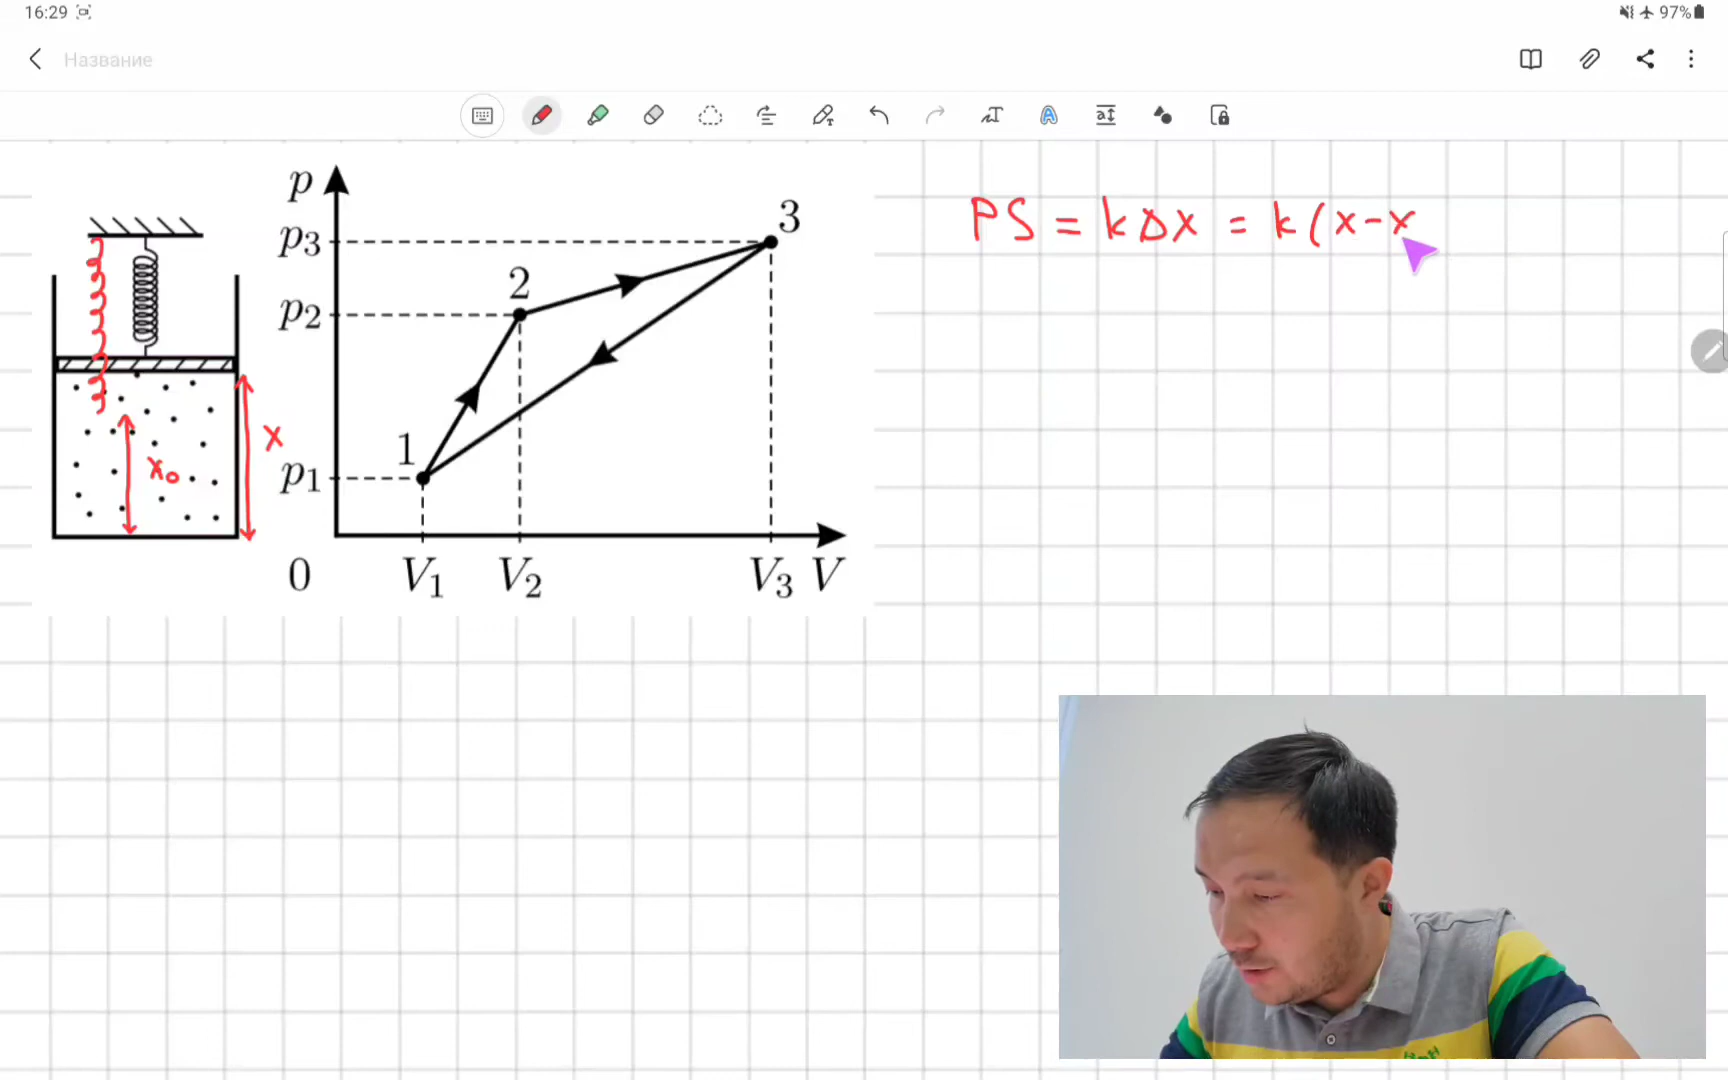 16:29
97%
Название
p
p3
p2
p1
1
2
3
0
V1
V2
V3 V
x
x0
PS = kΔx = k(x-x